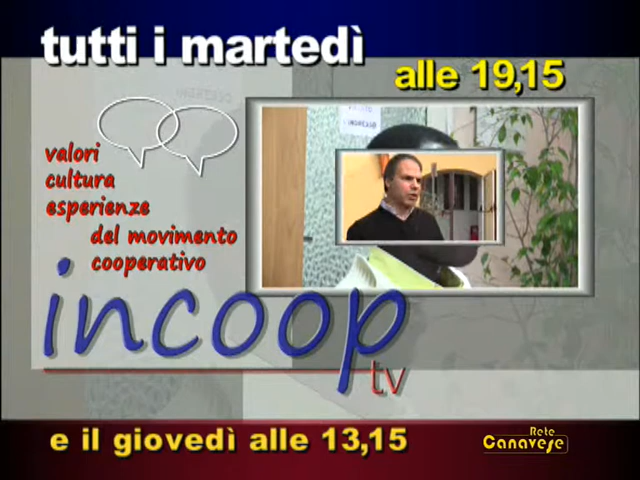 tutti i martedì
alle 19,15
valori
cultura
esperienze
del movimento
cooperativo
incoop
tv
e il giovedì alle 13,15
Rete
Canavese